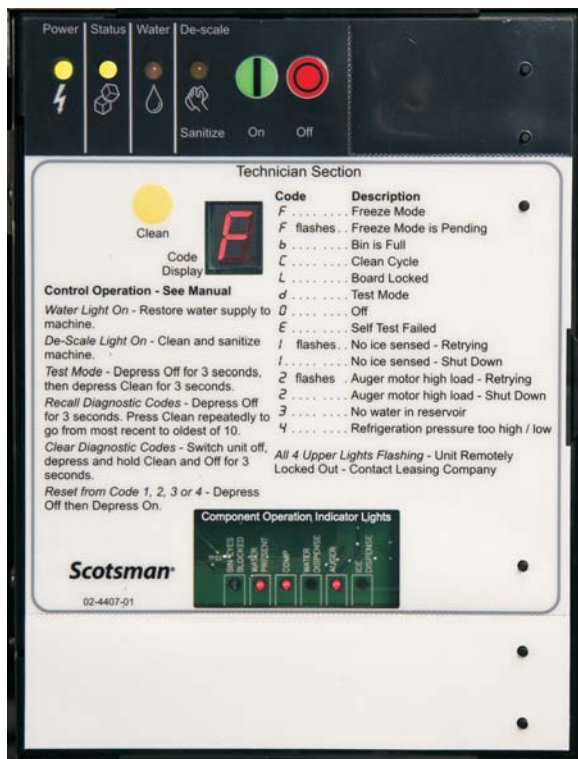 Power Status Water De-scale
Sanitize On Off
Technician Section
Clean
Code
Display
F
Control Operation - See Manual
Water Light On - Restore water supply to
machine.
De-Scale Light On - Clean and sanitize
machine.
Test Mode - Depress Off for 3 seconds,
then depress Clean for 3 seconds.
Recall Diagnostic Codes - Depress Off
for 3 seconds. Press Clean repeatedly to
go from most recent to oldest of 10.
Clear Diagnostic Codes - Switch unit off,
depress and hold Clean and Off for 3
seconds.
Reset from Code 1, 2, 3 or 4 - Depress
Off then Depress On.
Code Description
F . . . . . . . . Freeze Mode
F flashes . . Freeze Mode is Pending
b . . . . . . . . Bin is Full
C . . . . . . . . Clean Cycle
L . . . . . . . . Board Locked
d . . . . . . . . Test Mode
0 . . . . . . . . Off
E . . . . . . . . Self Test Failed
1 flashes . . No ice sensed - Retrying
1 . . . . . . . . No ice sensed - Shut Down
2 flashes . . Auger motor high load - Retrying
2 . . . . . . . . Auger motor high load - Shut Down
3 . . . . . . . . No water in reservoir
4 . . . . . . . . Refrigeration pressure too high / low
All 4 Upper Lights Flashing - Unit Remotely
Locked Out - Contact Leasing Company
Component Operation Indicator Lights
BIN EYES
BLOCKED
WATER
PRESENT
COMP
WATER
DISPENSE
AUGER
ICE
DISPENSE
Scotsman
02-4407-01